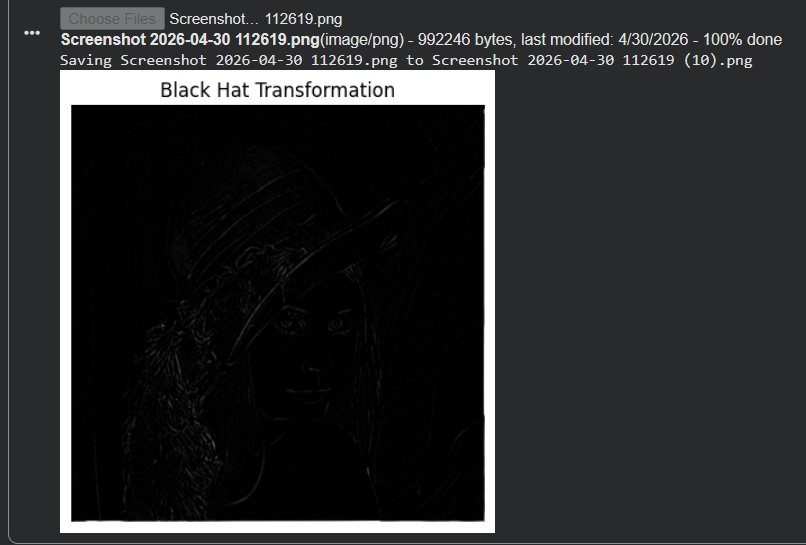 Choose Files Screenshot... 112619.png
Screenshot 2026-04-30 112619.png(image/png) - 992246 bytes, last modified: 4/30/2026 - 100% done
Saving Screenshot 2026-04-30 112619.png to Screenshot 2026-04-30 112619 (10).png
Black Hat Transformation